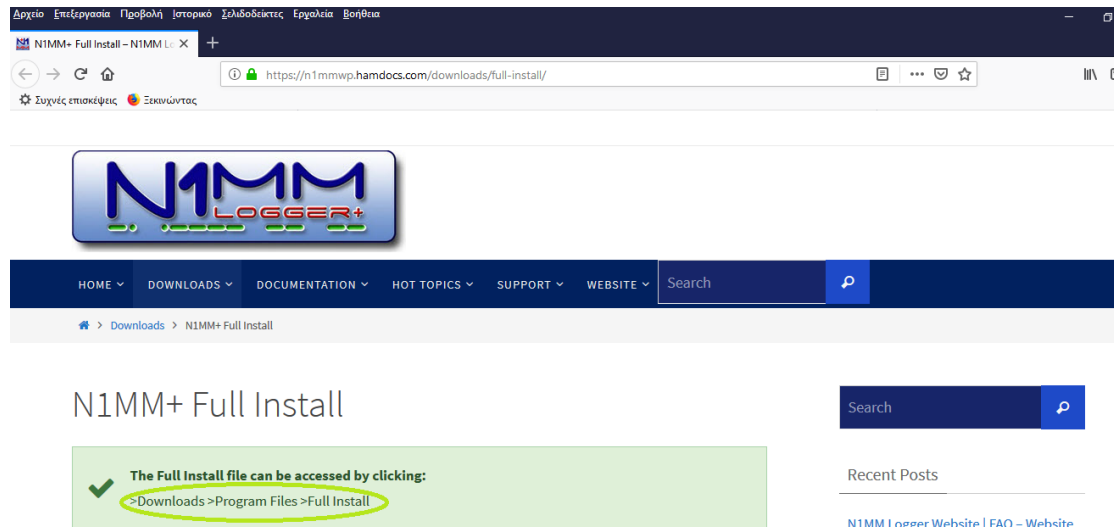 Αρχείο Επεξεργασία Προβολή Ιστορικό Σελιδοδείκτες Εργαλεία Βοήθεια
N1MM+ Full Install – N1MM Lo
https://n1mmwp.hamdocs.com/downloads/full-install/
Συχνές επισκέψεις Ξεκινώντας
N1MM
LOGGER+
HOME DOWNLOADS DOCUMENTATION HOT TOPICS SUPPORT WEBSITE Search
> Downloads > N1MM+ Full Install
N1MM+ Full Install
Search
The Full Install file can be accessed by clicking:
>Downloads >Program Files >Full Install
Recent Posts
N1MM Logger Website | FAQ – Website